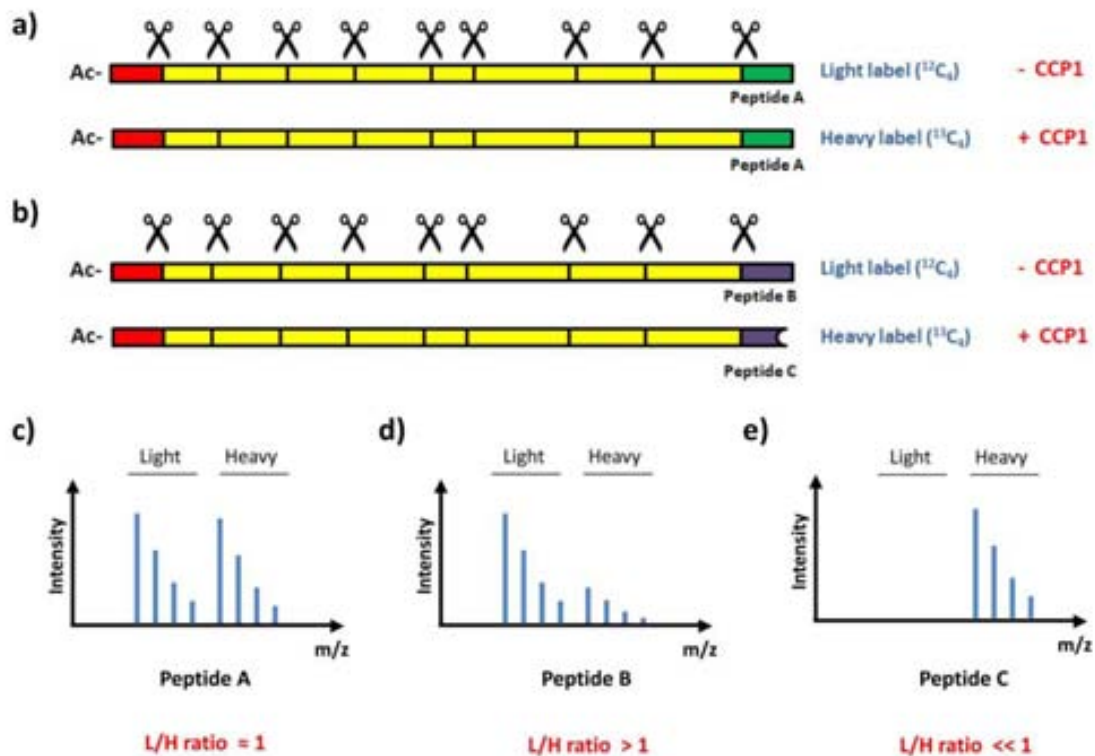 a)
Ac-
Light label (¹²C₄) - CCP1
Peptide A
Ac-
Heavy label (¹³C₄) + CCP1
Peptide A
b)
Ac-
Light label (¹²C₄) - CCP1
Peptide B
Ac-
Heavy label (¹³C₄) + CCP1
Peptide C
c)
Light Heavy
Intensity
m/z
Peptide A
L/H ratio = 1
d)
Light Heavy
Intensity
m/z
Peptide B
L/H ratio > 1
e)
Light Heavy
Intensity
m/z
Peptide C
L/H ratio << 1